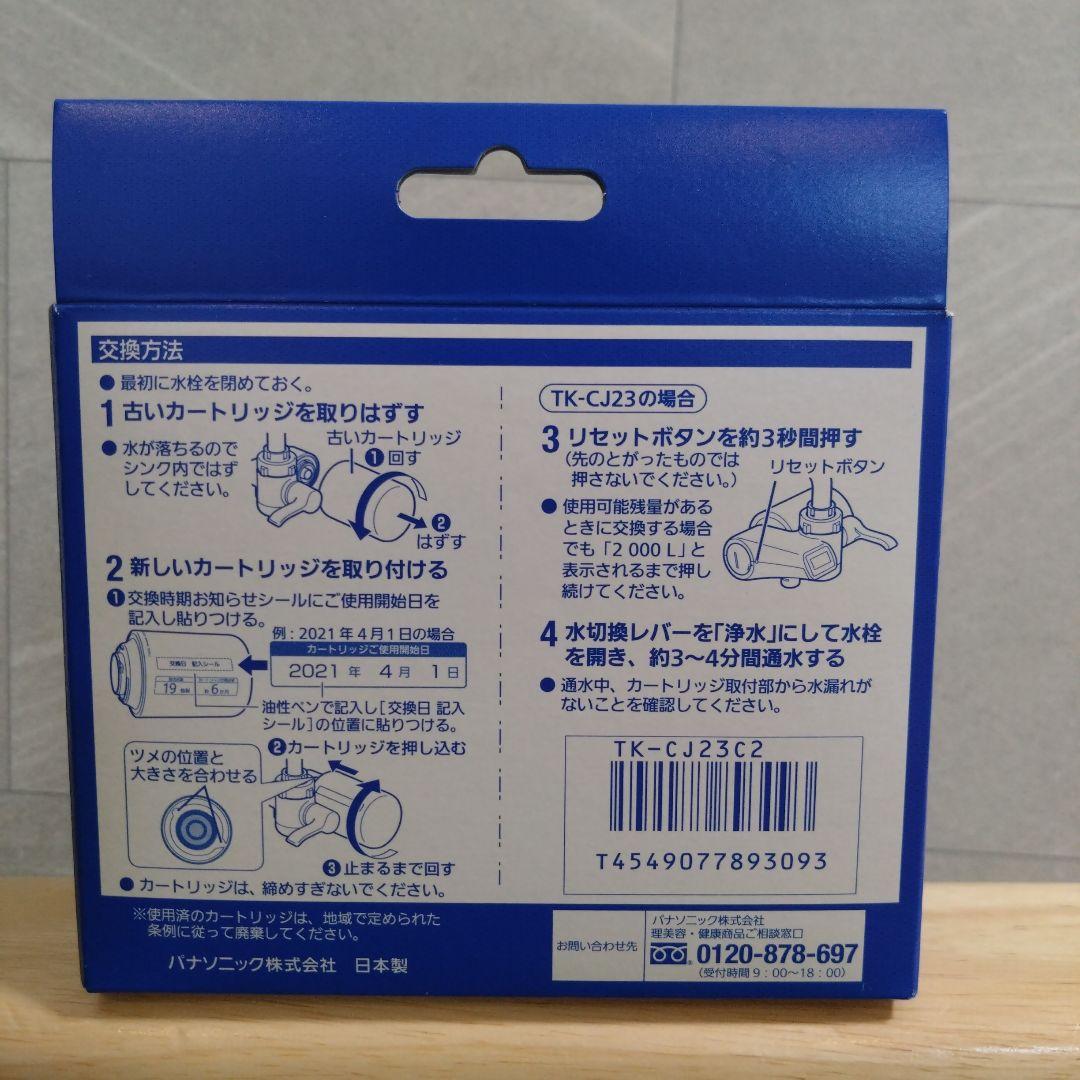 交換方法
● 最初に水栓を閉めておく。
1 古いカートリッジを取りはずす
● 水が落ちるので
シンク内ではず
してください。
古いカートリッジ
❶ 回す
❷
はずす
2 新しいカートリッジを取り付ける
❶ 交換時期お知らせシールにご使用開始日を
記入し貼りつける。
例：2021年4月1日の場合
カートリッジご使用開始日
2021 年 4 月 1 日
交換日 記入シール
19
約6か月
油性ペンで記入し［交換日 記入
シール］の位置に貼りつける。
❷カートリッジを押し込む
ツメの位置と
大きさを合わせる
❸ 止まるまで回す
● カートリッジは、締めすぎないでください。
TK-CJ23の場合
3 リセットボタンを約3秒間押す
（先のとがったものでは
押さないでください。）
リセットボタン
● 使用可能残量がある
ときに交換する場合
でも「2 000 L」と
表示されるまで押し
続けてください。
4 水切換レバーを「浄水」にして水栓
を開き、約3〜4分間通水する
● 通水中、カートリッジ取付部から水漏れが
ないことを確認してください。
TK-CJ23C2
T4549077893093
※使用済のカートリッジは、地域で定められた
条例に従って廃棄してください。
パナソニック株式会社 日本製
お問い合わせ先
パナソニック株式会社
理美容・健康商品ご相談窓口
0120-878-697
（受付時間 9：00〜18：00）